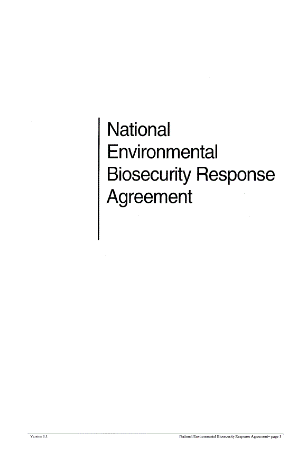 National
Environmental
Biosecurity Response
Agreement
National Environmental Biosecurity Response Agreement- page 1